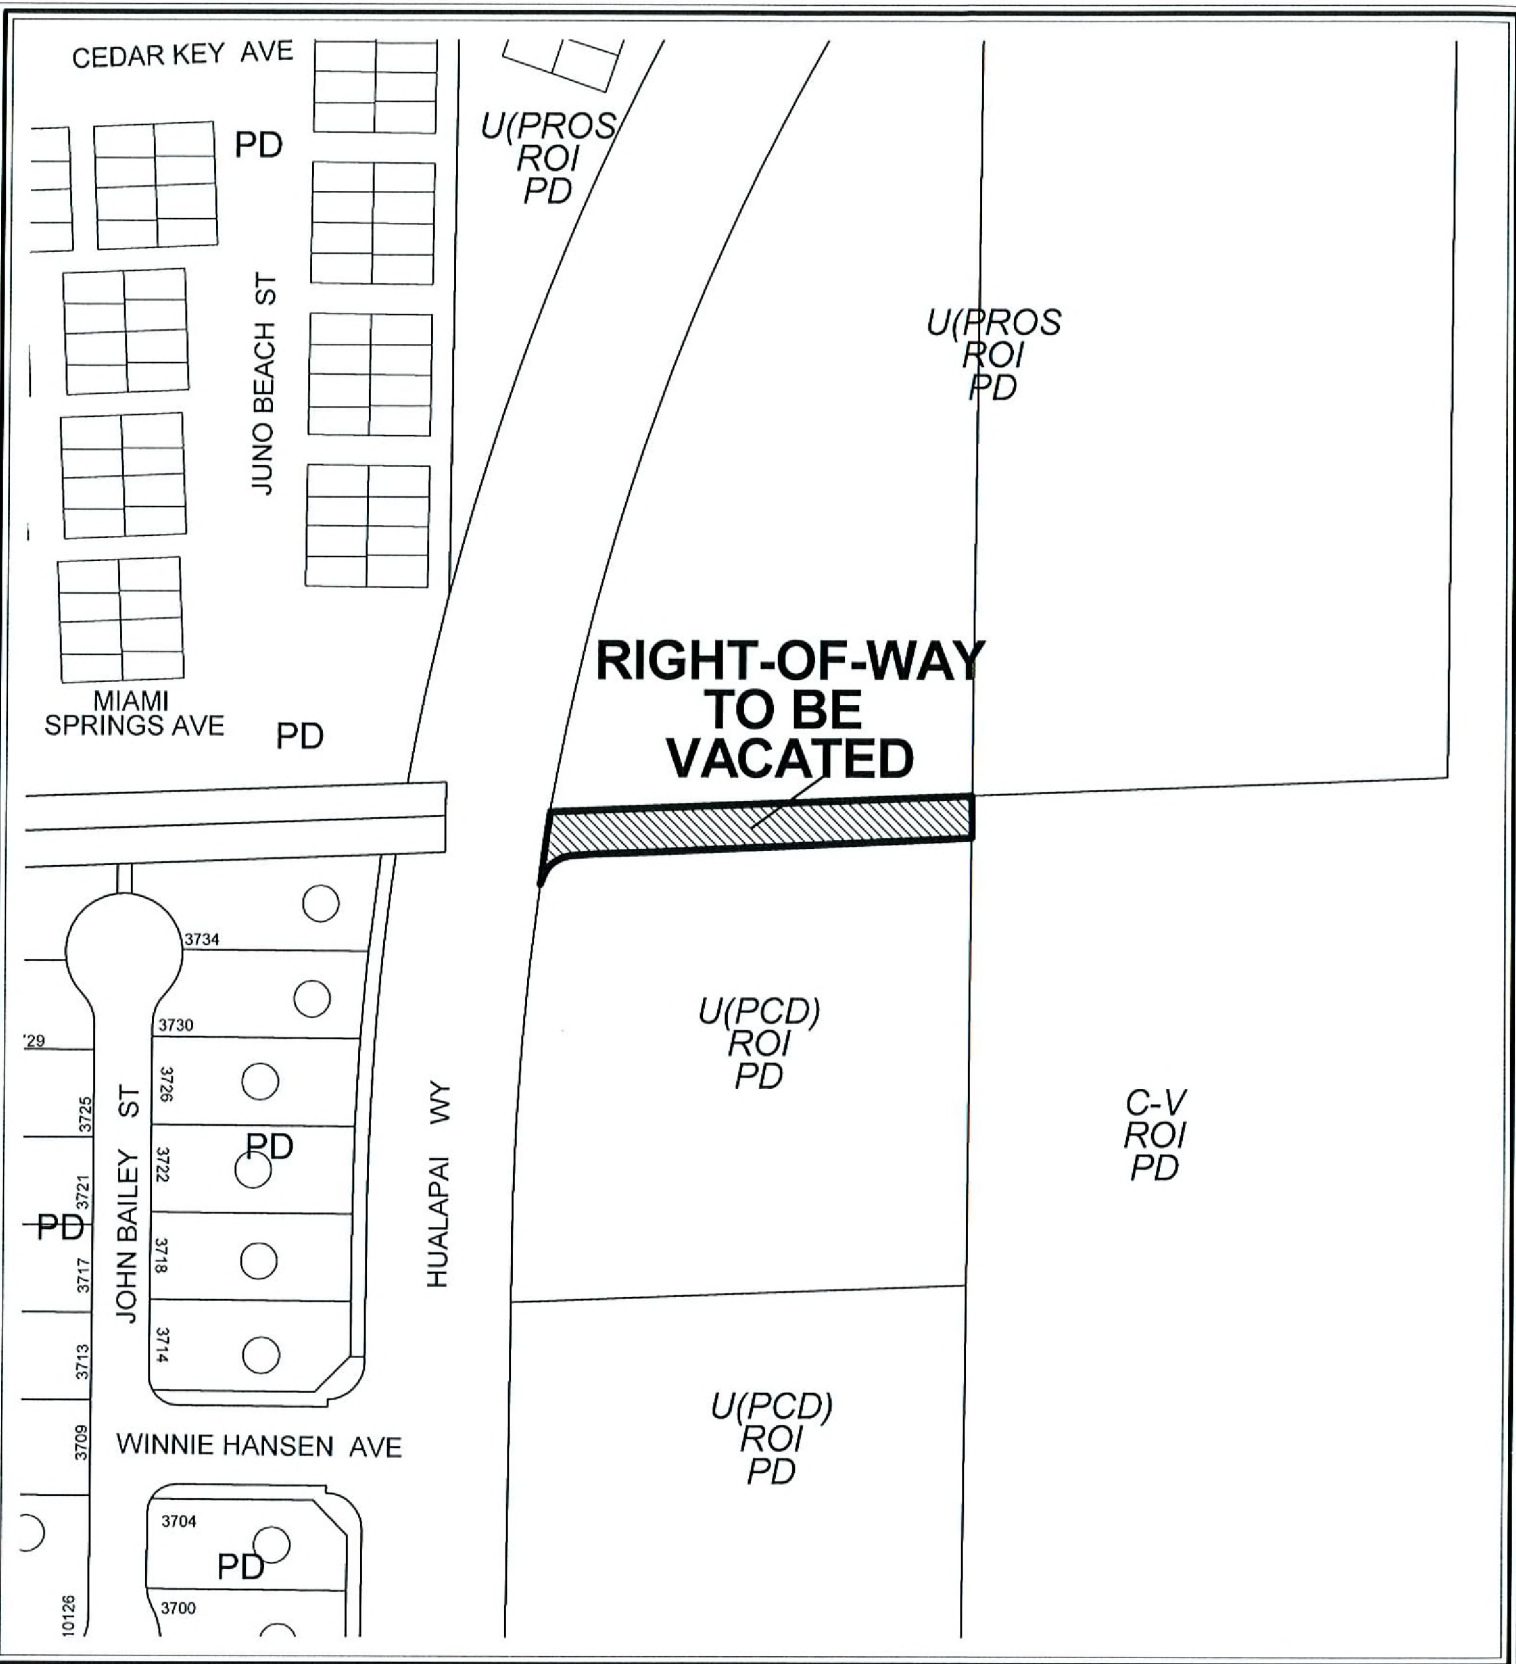 CEDAR KEY AVE
PD
U(PROS
ROI
PD
JUNO BEACH ST
U(PROS
ROI
PD
RIGHT-OF-WAY
TO BE
VACATED
MIAMI
SPRINGS AVE
PD
3734
3730
'29
3726
3725
3722
PD
3721
PD
3718
3717
3714
3713
3709
JOHN BAILEY ST
HUALAPAI WY
U(PCD)
ROI
PD
C-V
ROI
PD
U(PCD)
ROI
PD
WINNIE HANSEN AVE
3704
PD
3700
10126